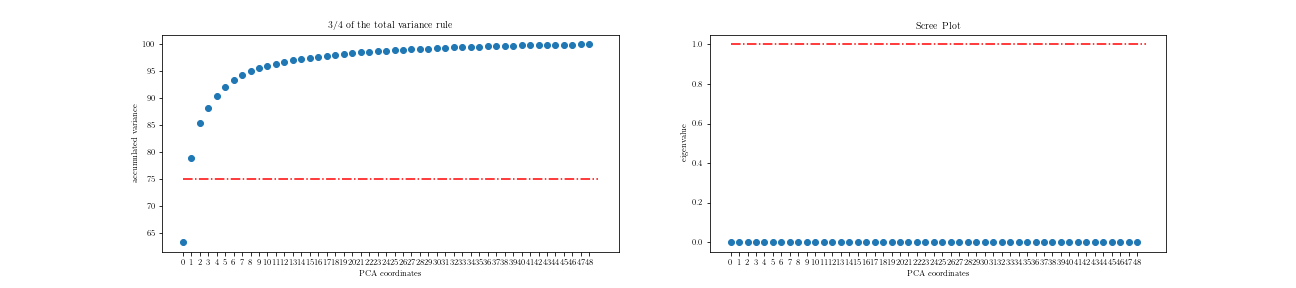 3/4 of the total variance rule
accumulated variance
100
95
90
85
80
75
70
65
0 1 2 3 4 5 6 7 8 9 10 11 12 13 14 15 16 17 18 19 20 21 22 23 24 25 26 27 28 29 30 31 32 33 34 35 36 37 38 39 40 41 42 43 44 45 46 47 48
PCA coordinates
Scree Plot
eigenvalue
1.0
0.8
0.6
0.4
0.2
0.0
0 1 2 3 4 5 6 7 8 9 10 11 12 13 14 15 16 17 18 19 20 21 22 23 24 25 26 27 28 29 30 31 32 33 34 35 36 37 38 39 40 41 42 43 44 45 46 47 48
PCA coordinates